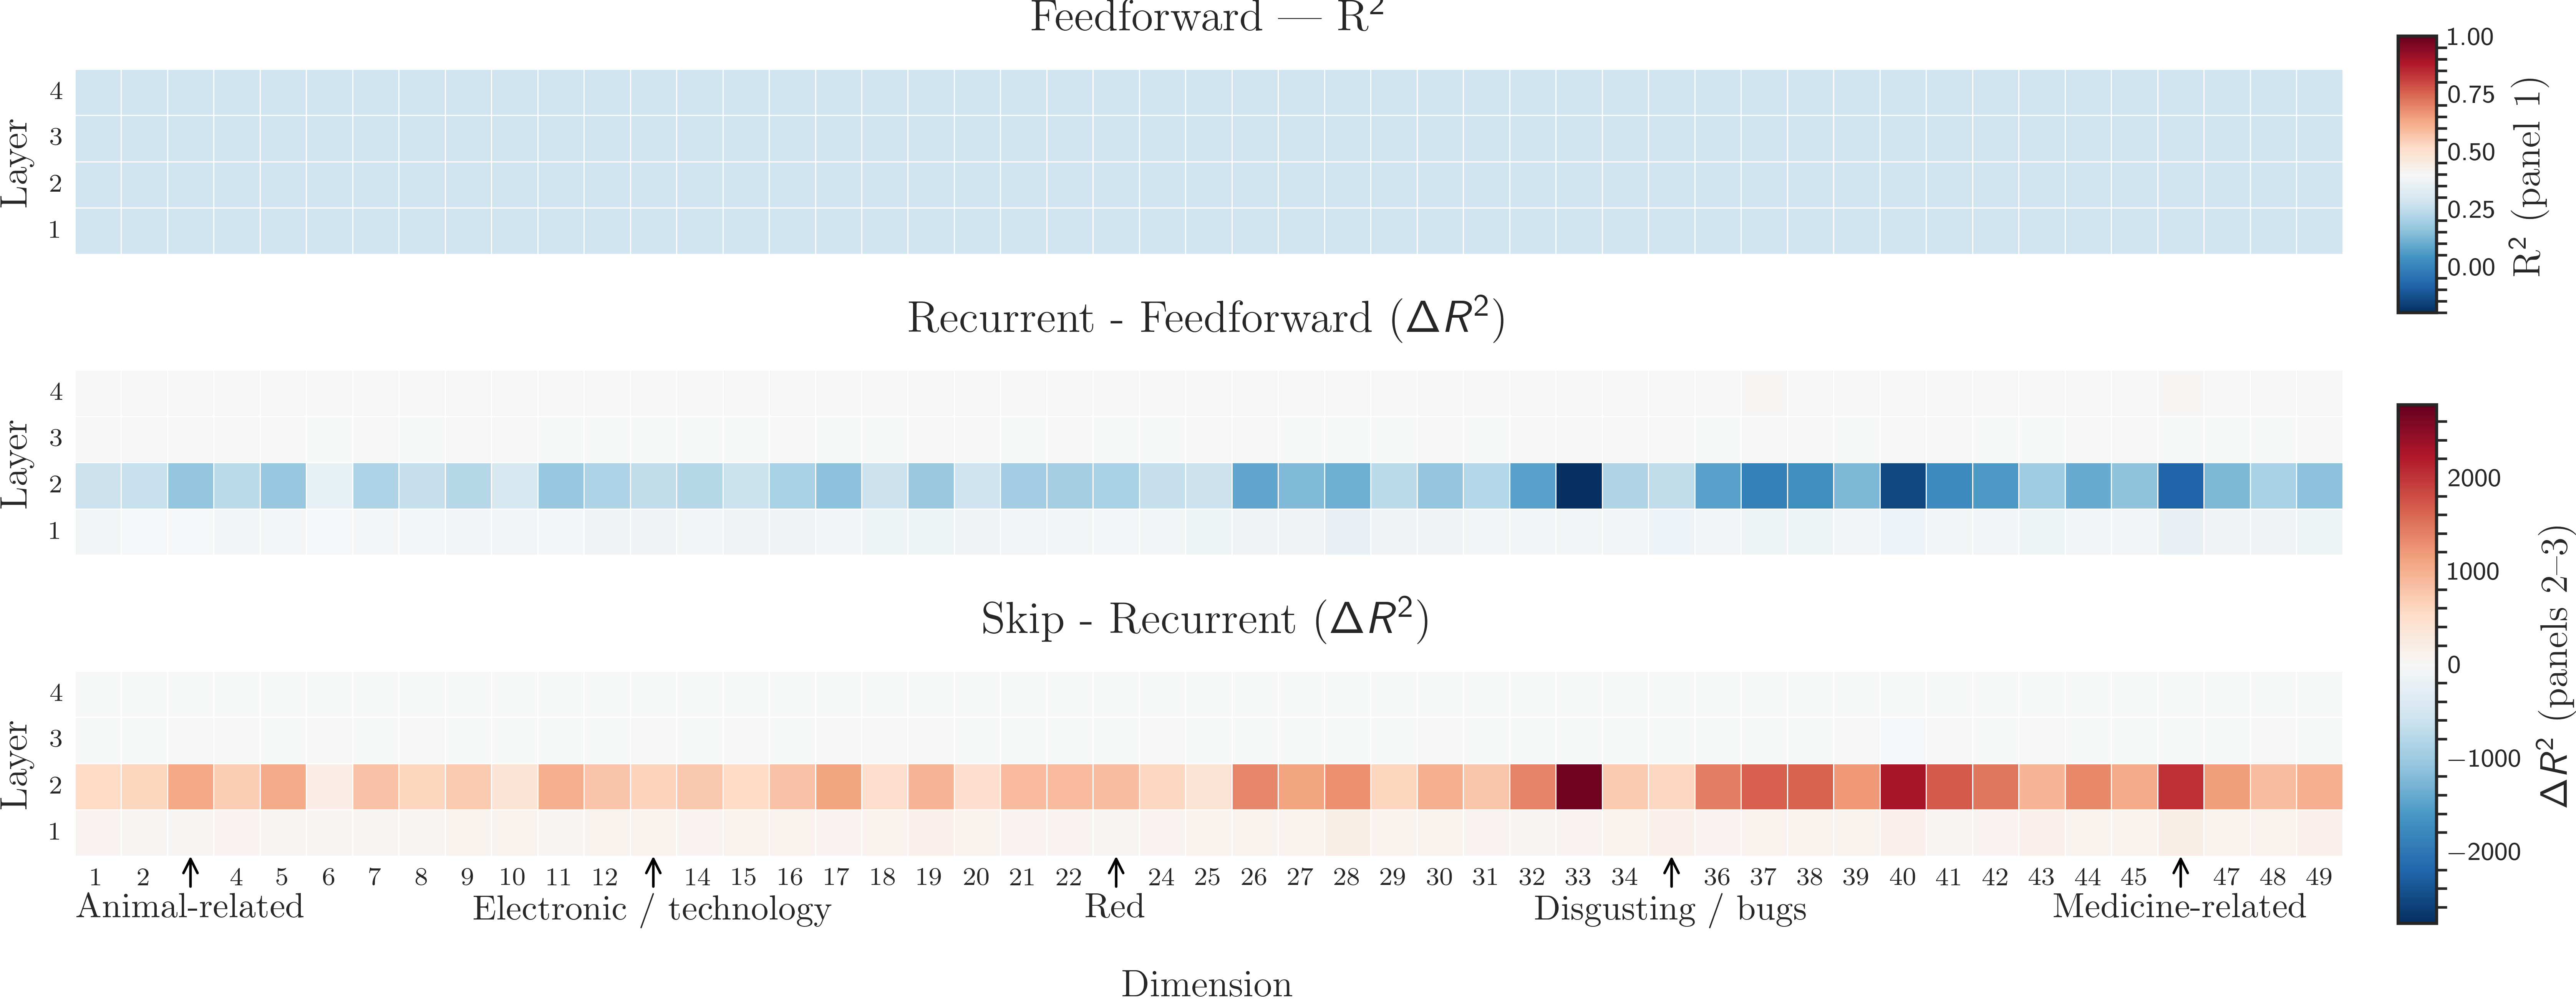 Feedforward — R²
4
3
2
1
Layer
1.00
0.75
0.50
0.25
0.00
R² (panel 1)
Recurrent - Feedforward (ΔR²)
4
3
2
1
Layer
Skip - Recurrent (ΔR²)
4
3
2
1
Layer
2000
1000
0
−1000
−2000
ΔR² (panels 2–3)
1 2 4 5 6 7 8 9 10 11 12 14 15 16 17 18 19 20 21 22 24 25 26 27 28 29 30 31 32 33 34 36 37 38 39 40 41 42 43 44 45 47 48 49
Animal-related Electronic / technology Red Disgusting / bugs Medicine-related
Dimension